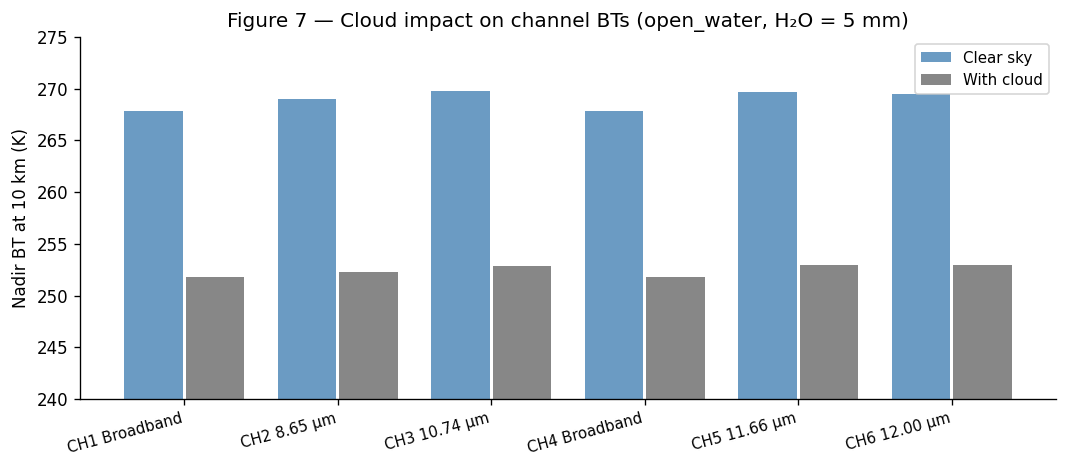 Figure 7 — Cloud impact on channel BTs (open_water, H₂O = 5 mm)
Clear sky
With cloud
Nadir BT at 10 km (K)
275
270
265
260
255
250
245
240
CH1 Broadband
CH2 8.65 μm
CH3 10.74 μm
CH4 Broadband
CH5 11.66 μm
CH6 12.00 μm